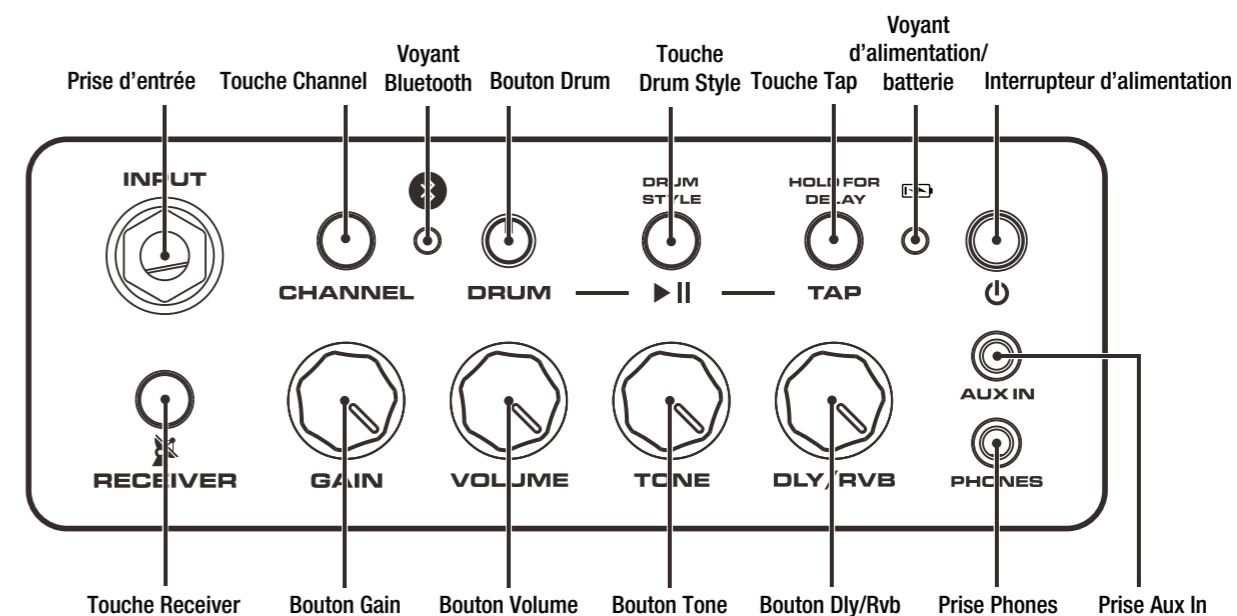 Voyant
Voyant
Touche
d'alimentation/
Prise d'entrée
Touche Channel
Bluetooth
Bouton Drum
Drum Style
Touche Tap
batterie
Interrupteur d'alimentation
INPUT
DRUM
STYLE
HOLD FOR
DELAY
CHANNEL
DRUM
TAP
AUX IN
RECEIVER
GAIN
VOLUME
TONE
DLY/RVB
PHONES
Touche Receiver
Bouton Gain
Bouton Volume
Bouton Tone
Bouton Dly/Rvb
Prise Phones
Prise Aux In